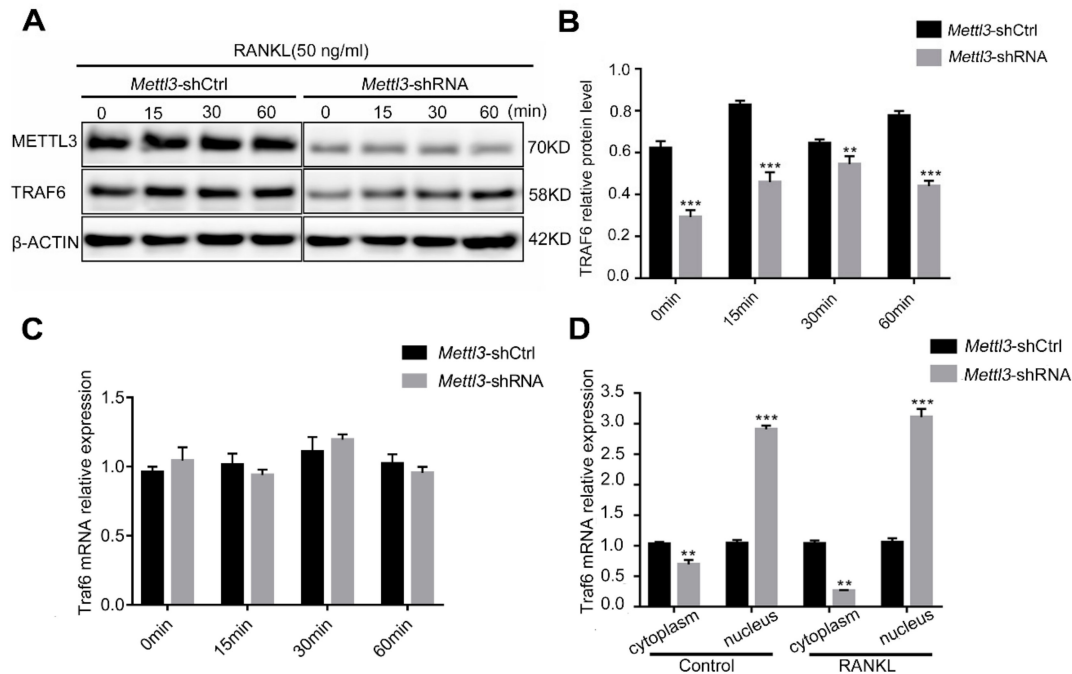 A
RANKL(50 ng/ml)
Mettl3-shCtrl Mettl3-shRNA
0 15 30 60 0 15 30 60 (min)
METTL3 70KD
TRAF6 58KD
β-ACTIN 42KD
B
Mettl3-shCtrl
Mettl3-shRNA
TRAF6 relative protein level
1.0
0.8
0.6
0.4
0.2
0.0
*** *** ** ***
0min 15min 30min 60min
C
Mettl3-shCtrl
Mettl3-shRNA
Traf6 mRNA relative expression
1.5
1.0
0.5
0.0
0min 15min 30min 60min
D
Mettl3-shCtrl
Mettl3-shRNA
Traf6 mRNA relative expression
3.5
3.0
2.5
2.0
1.5
1.0
0.5
0.0
** *** ** ***
cytoplasm nucleus cytoplasm nucleus
Control RANKL